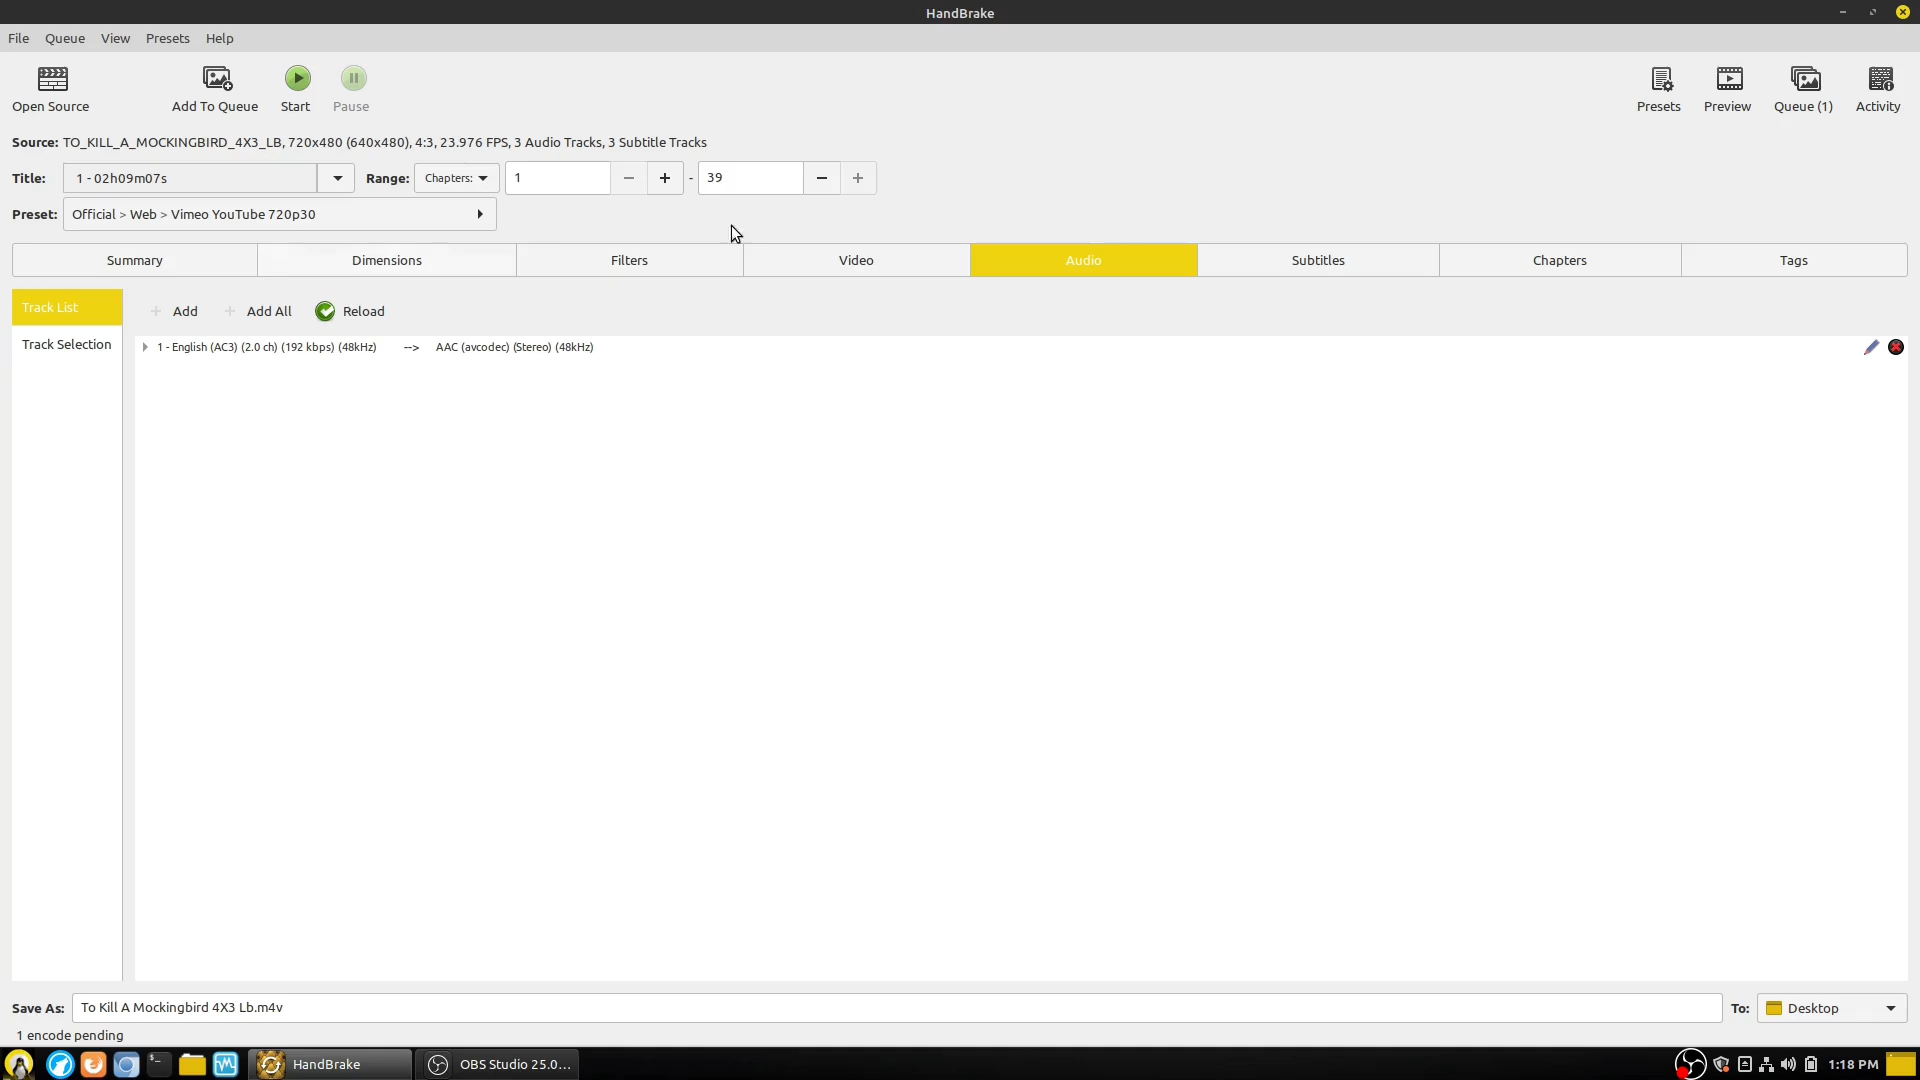 HandBrake
File Queue View Presets Help
Open Source Add To Queue Start Pause Presets Preview Queue (1) Activity
Source: TO_KILL_A_MOCKINGBIRD_4X3_LB, 720x480 (640x480), 4:3, 23.976 FPS, 3 Audio Tracks, 3 Subtitle Tracks
Title: 1 - 02h09m07s Range: Chapters: 1 - 39
Preset: Official > Web > Vimeo YouTube 720p30
Summary Dimensions Filters Video Audio Subtitles Chapters Tags
Track List Add Add All Reload
Track Selection 1 - English (AC3) (2.0 ch) (192 kbps) (48kHz) --> AAC (avcodec) (Stereo) (48kHz)
Save As: To Kill A Mockingbird 4X3 Lb.m4v To: Desktop
1 encode pending
HandBrake OBS Studio 25.0... 1:18 PM